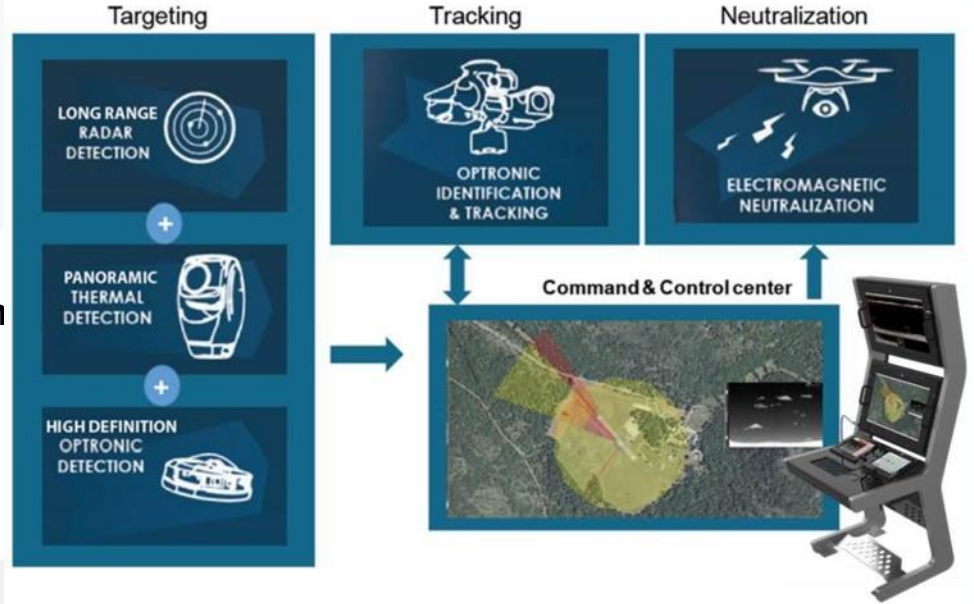 Targeting
Tracking
Neutralization
LONG RANGE
RADAR
DETECTION
+
PANORAMIC
THERMAL
DETECTION
+
HIGH DEFINITION
OPTRONIC
DETECTION
OPTRONIC
IDENTIFICATION
& TRACKING
ELECTROMAGNETIC
NEUTRALIZATION
Command & Control center